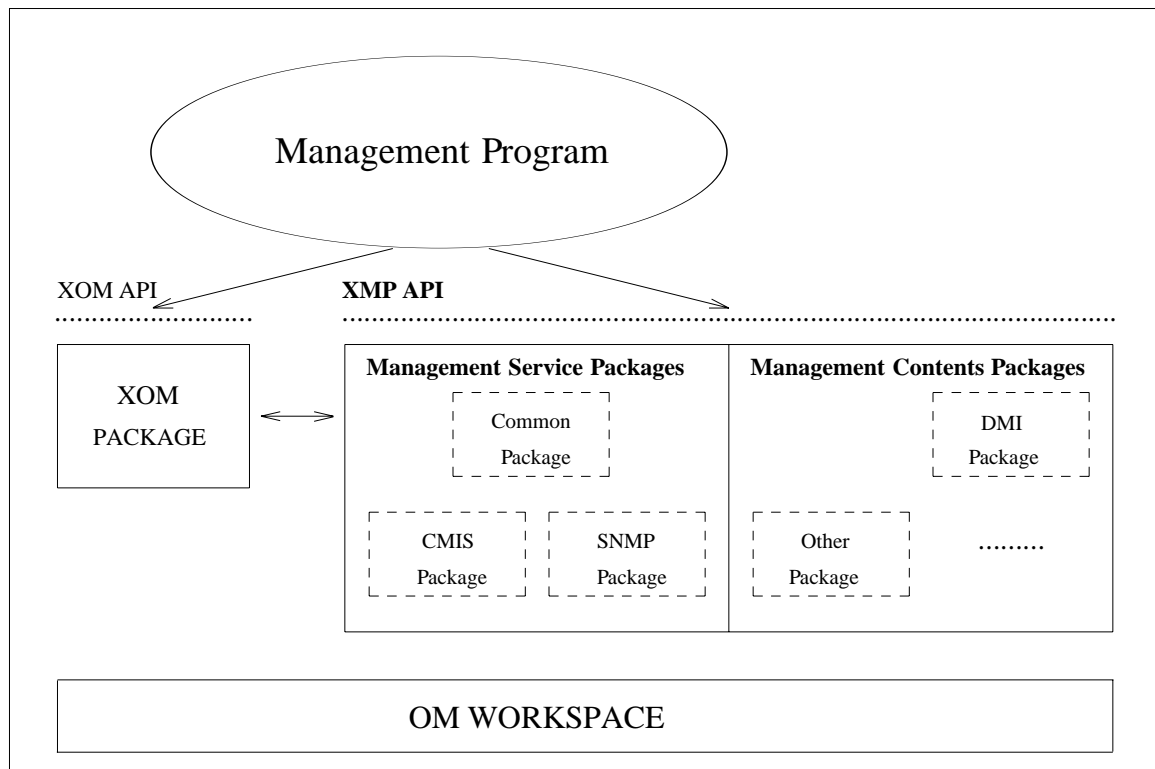 Management Program
XOM API
XMP API
XOM
PACKAGE
Management Service Packages
Common
Package
CMIS
Package
SNMP
Package
Management Contents Packages
DMI
Package
Other
Package
.........
OM WORKSPACE